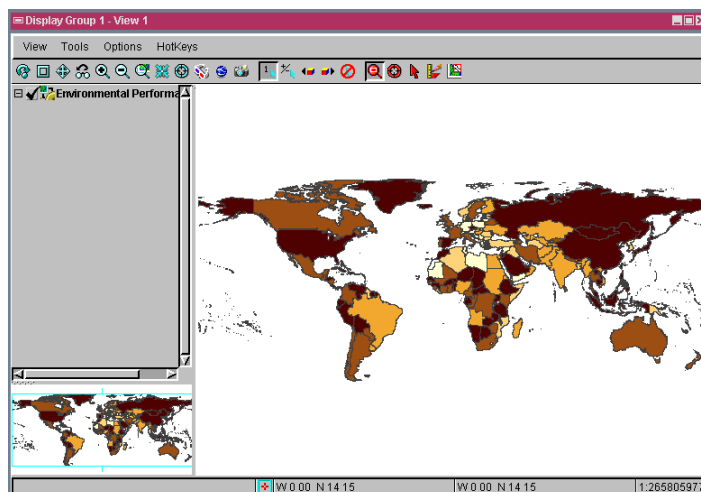 Display Group 1 - View 1
View Tools Options HotKeys
Environmental Performa
W 0 00 N 14 15 W 0 00 N 14 15 1:265805977